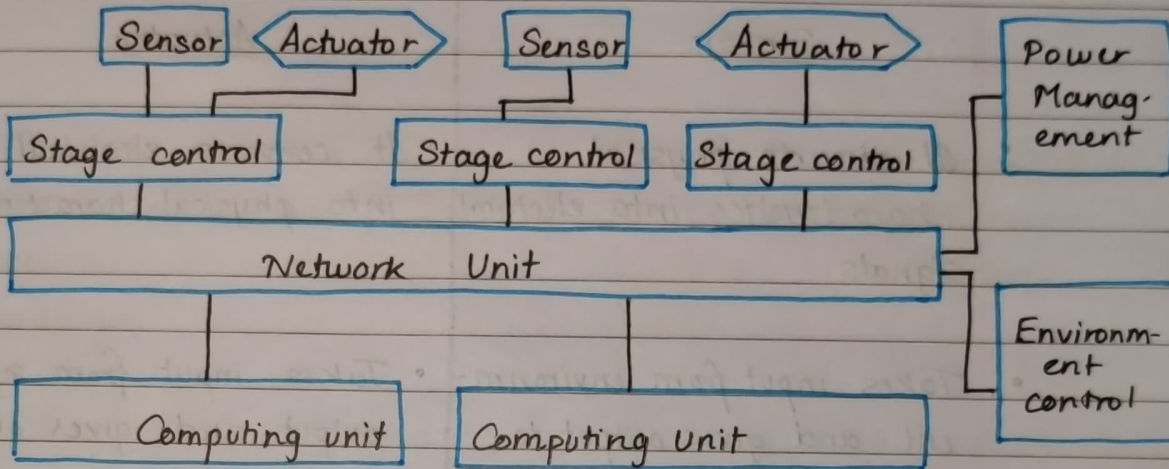 Sensor
Actuator
Sensor
Actuator
Power
Manag-
ement
Stage control
Stage control
Stage control
Network Unit
Environm-
ent
control
Computing unit
Computing unit